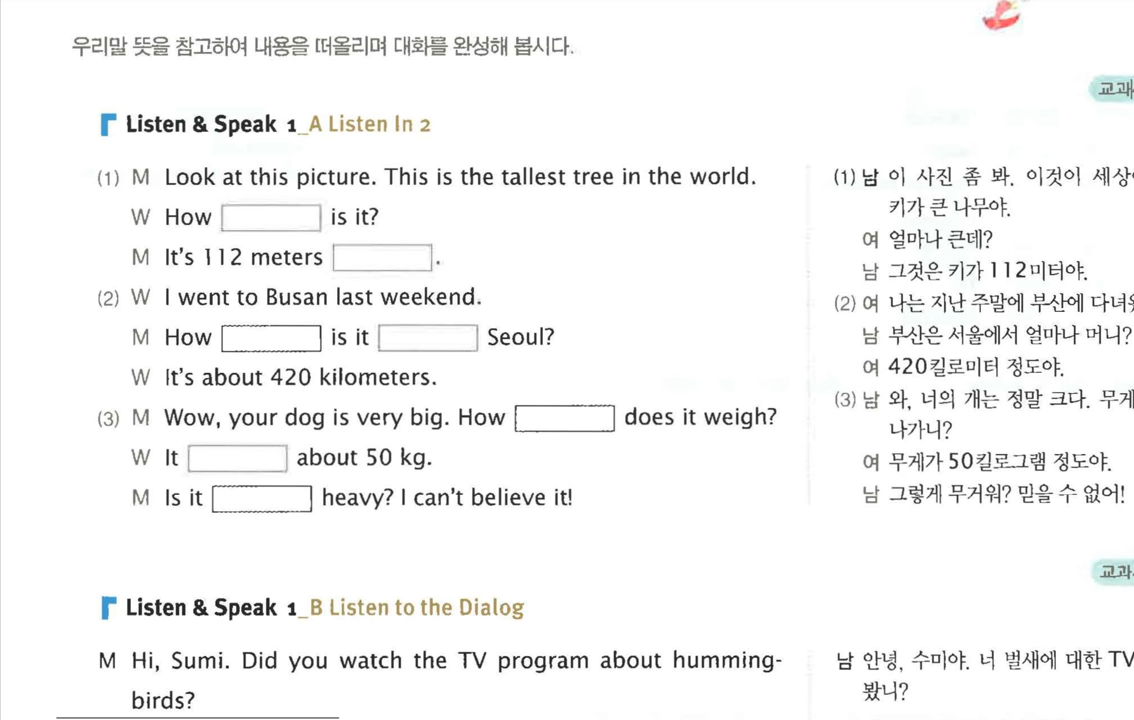 우리말 뜻을 참고하여 내용을 떠올리며 대화를 완성해 봅시다.
교과
Listen & Speak 1_A Listen In 2
(1) M Look at this picture. This is the tallest tree in the world.
W How is it?
M It's 112 meters .
(2) W I went to Busan last weekend.
M How is it Seoul?
W It's about 420 kilometers.
(3) M Wow, your dog is very big. How does it weigh?
W It about 50 kg.
M Is it heavy? I can't believe it!
(1) 남 이 사진 좀 봐. 이것이 세상
키가 큰 나무야.
여 얼마나 큰데?
남 그것은 키가 112미터야.
(2) 여 나는 지난 주말에 부산에 다녀
남 부산은 서울에서 얼마나 머니?
여 420킬로미터 정도야.
(3) 남 와, 너의 개는 정말 크다. 무게
나가니?
여 무게가 50킬로그램 정도야.
남 그렇게 무거워? 믿을 수 없어!
교과
Listen & Speak 1_B Listen to the Dialog
M Hi, Sumi. Did you watch the TV program about humming-
birds?
남 안녕, 수미야. 너 벌새에 대한 TV
봤니?